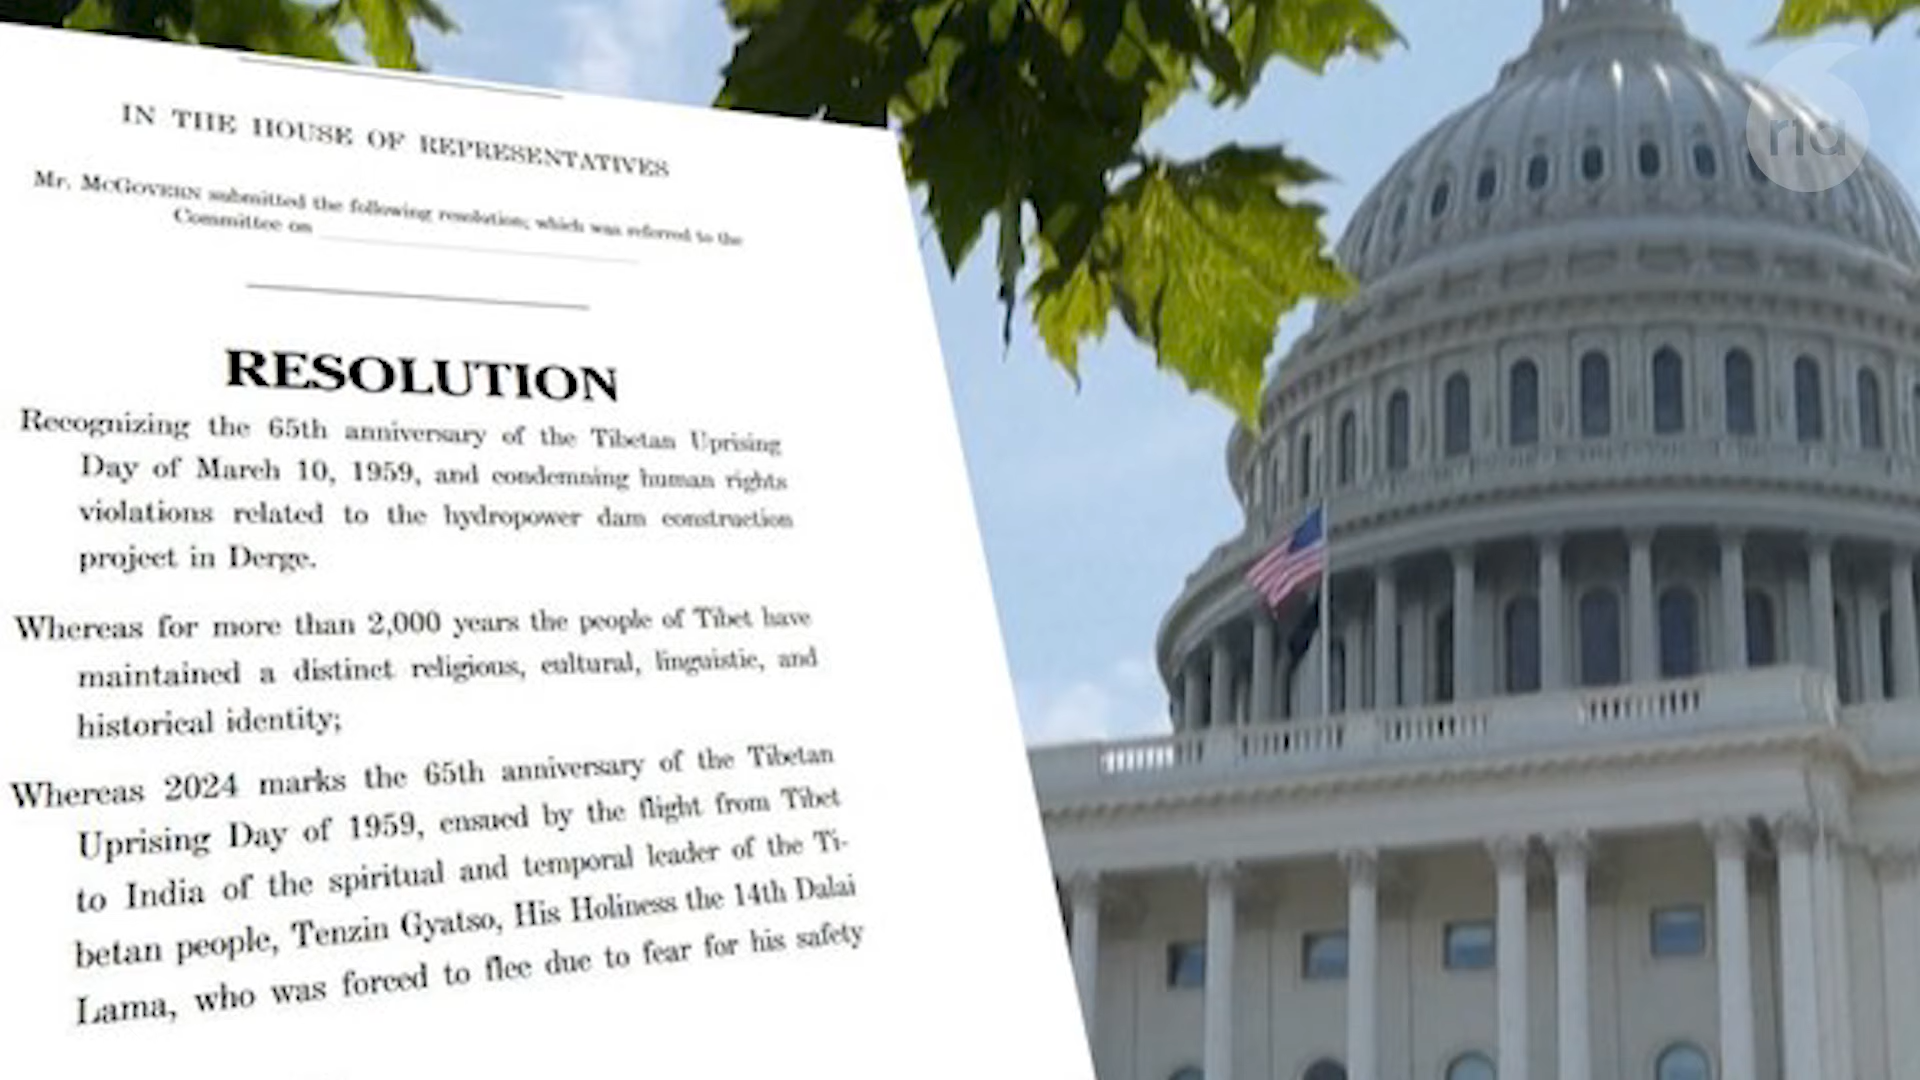 IN THE HOUSE OF REPRESENTATIVES
Mr. MCGOVERN submitted the following resolution; which was referred to the
Committee on
RESOLUTION
Recognizing the 65th anniversary of the Tibetan Uprising
Day of March 10, 1959, and condemning human rights
violations related to the hydropower dam construction
project in Derge.
Whereas for more than 2,000 years the people of Tibet have
maintained a distinct religious, cultural, linguistic, and
historical identity;
Whereas 2024 marks the 65th anniversary of the Tibetan
Uprising Day of 1959, ensued by the flight from Tibet
to India of the spiritual and temporal leader of the Ti-
betan people, Tenzin Gyatso, His Holiness the 14th Dalai
Lama, who was forced to flee due to fear for his safety